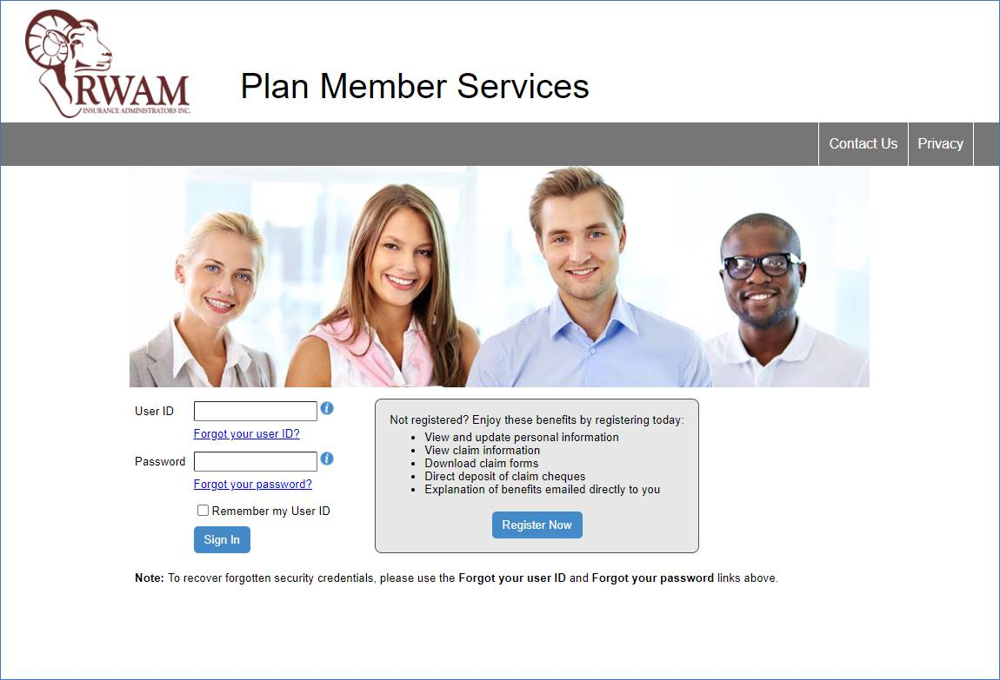 RWAM
INSURANCE ADMINISTRATORS INC.
Plan Member Services
Contact Us
Privacy
User ID
Forgot your user ID?
Password
Forgot your password?
Remember my User ID
Sign In
Not registered? Enjoy these benefits by registering today:
• View and update personal information
• View claim information
• Download claim forms
• Direct deposit of claim cheques
• Explanation of benefits emailed directly to you
Register Now
Note: To recover forgotten security credentials, please use the Forgot your user ID and Forgot your password links above.